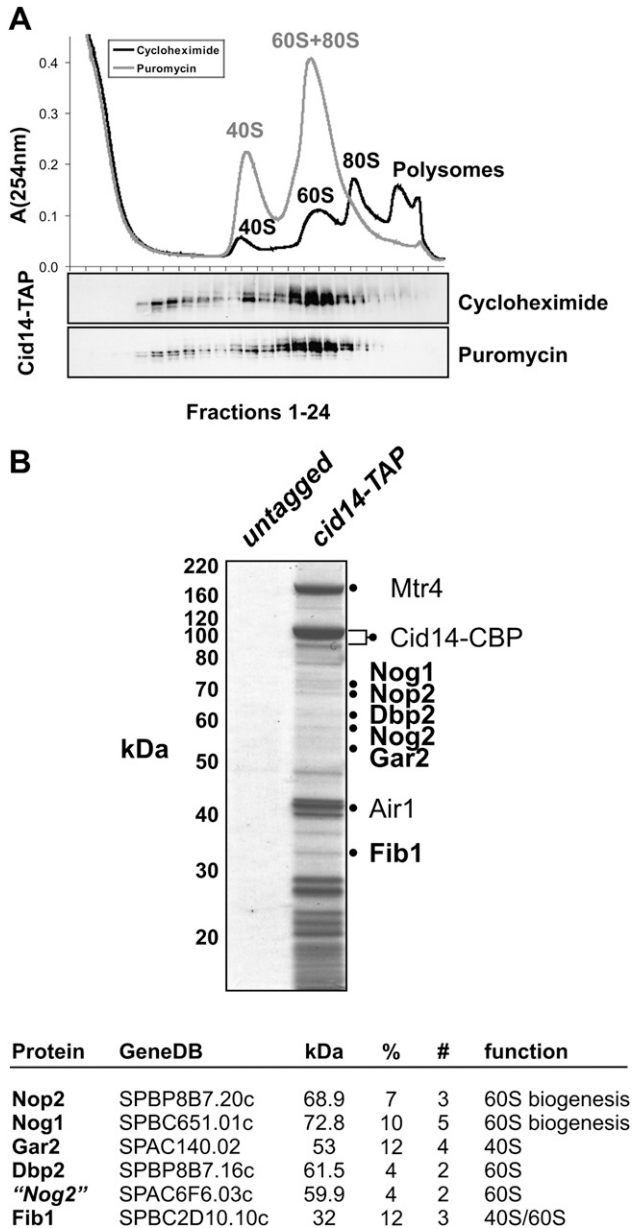 A
Cycloheximide
Puromycin
60S+80S
40S
80S
Polysomes
60S
40S
A(254nm)
0.4
0.3
0.2
0.1
0.0
Cid14-TAP
Cycloheximide
Puromycin
Fractions 1-24
B
untagged
cid14-TAP
kDa
220
160
120
100
80
70
60
50
40
30
20
Mtr4
Cid14-CBP
Nog1
Nop2
Dbp2
Nog2
Gar2
Air1
Fib1
Protein GeneDB kDa % # function
Nop2 SPBP8B7.20c 68.9 7 3 60S biogenesis
Nog1 SPBC651.01c 72.8 10 5 60S biogenesis
Gar2 SPAC140.02 53 12 4 40S
Dbp2 SPBP8B7.16c 61.5 4 2 60S
"Nog2" SPAC6F6.03c 59.9 4 2 60S
Fib1 SPBC2D10.10c 32 12 3 40S/60S